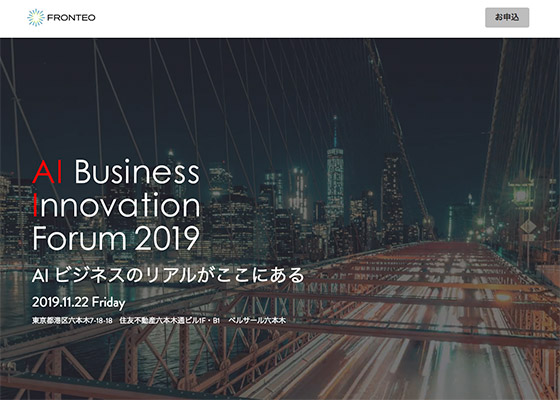 FRONTEO
お申込
AI Business
Innovation
Forum 2019
AI ビジネスのリアルがここにある
2019.11.22 Friday
東京都港区六本木7-18-18 住友不動産六本木通ビル1F・B1 ベルサール六本木